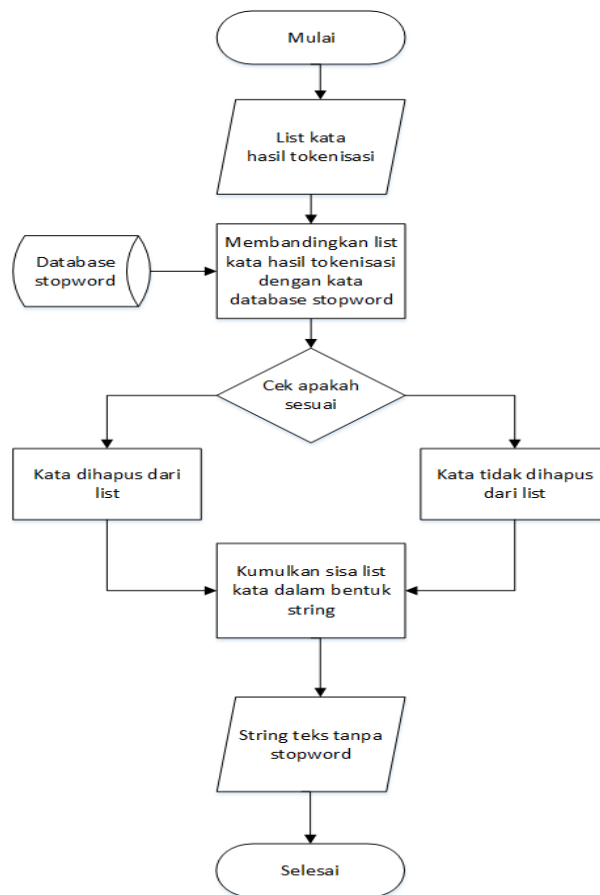 Mulai
List kata
hasil tokenisasi
Database
stopword
Membandingkan list
kata hasil tokenisasi
dengan kata
database stopword
Cek apakah
sesuai
Kata dihapus dari
list
Kata tidak dihapus
dari list
Kumulkan sisa list
kata dalam bentuk
string
String teks tanpa
stopword
Selesai